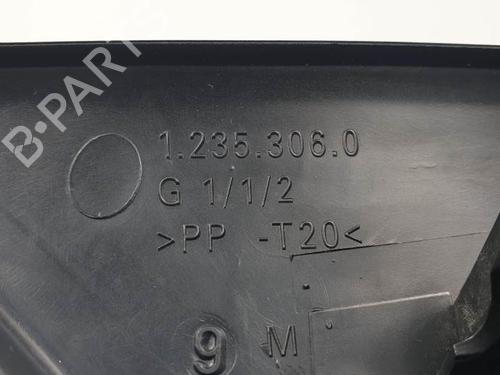 B-PARTS
1.235.306.0
G 1/1/2
>PP -T20<
9 M